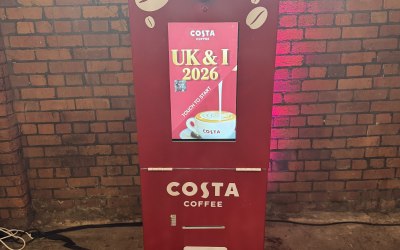 COSTA
COFFEE
UK & I
2026
TOUCH TO START
COSTA
COSTA
COFFEE